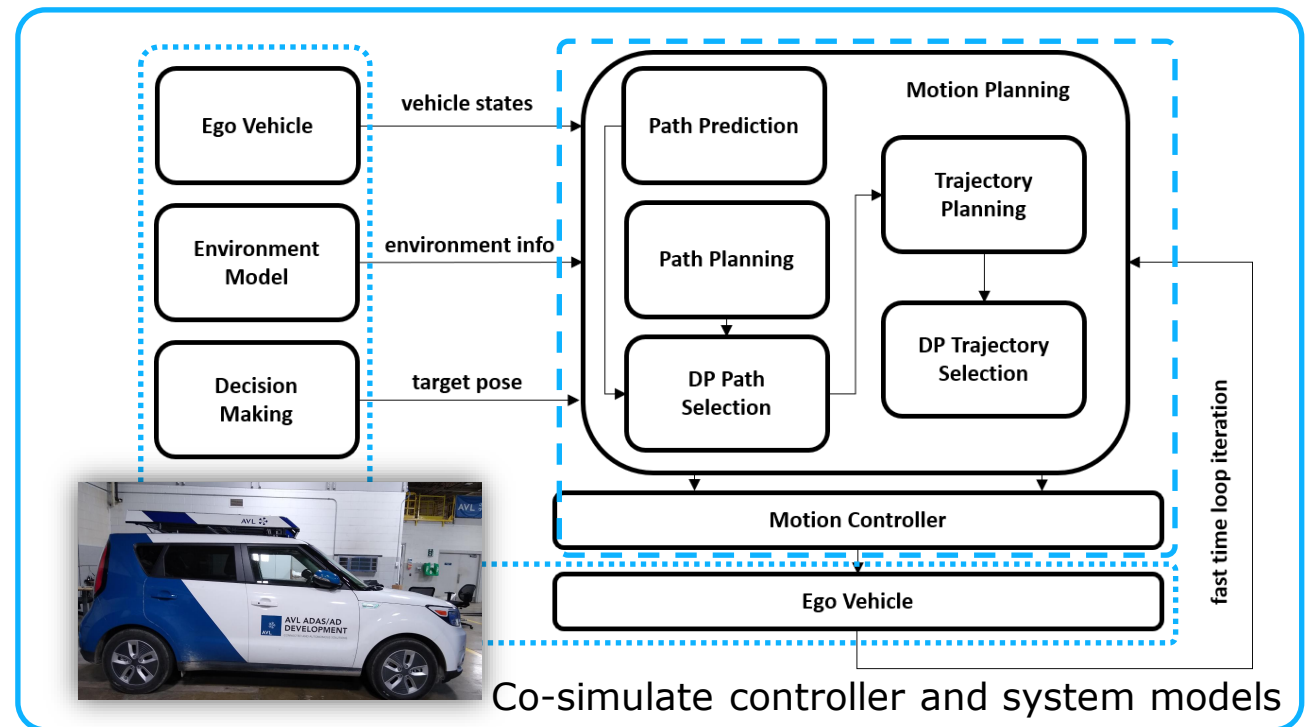 Ego Vehicle
vehicle states
Path Prediction
Motion Planning
Trajectory
Planning
Environment
Model
environment info
Path Planning
DP Path
Selection
DP Trajectory
Selection
Decision
Making
target pose
fast time loop iteration
Motion Controller
Ego Vehicle
AVL
AVL
AVL
AVL ADAS/AD
DEVELOPMENT
Co-simulate controller and system models